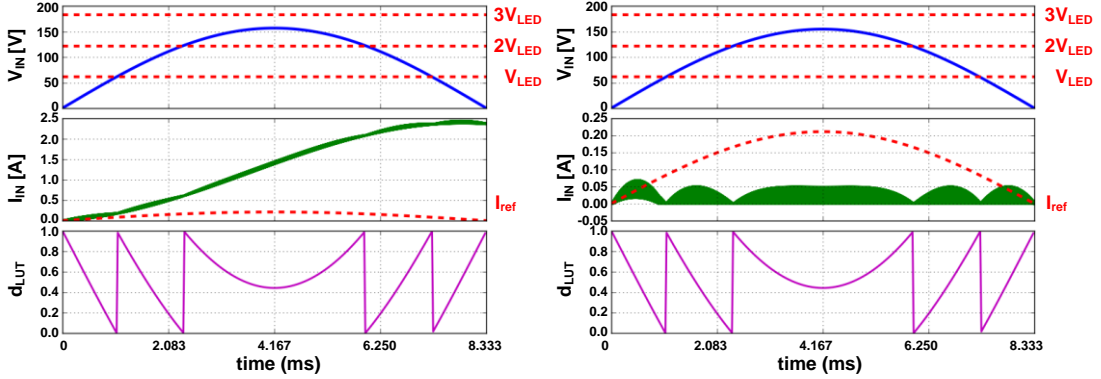 200
150
100
50
0
V_IN [V]
3V_LED
2V_LED
V_LED
2.5
2.0
1.5
1.0
0.5
0.0
I_IN [A]
I_ref
1.0
0.8
0.6
0.4
0.2
0.0
d_LUT
0 2.083 4.167 6.250 8.333
time (ms)
200
150
100
50
0
V_IN [V]
3V_LED
2V_LED
V_LED
0.25
0.20
0.15
0.10
0.05
0.00
-0.05
I_IN [A]
I_ref
1.0
0.8
0.6
0.4
0.2
0.0
d_LUT
0 2.083 4.167 6.250 8.333
time (ms)